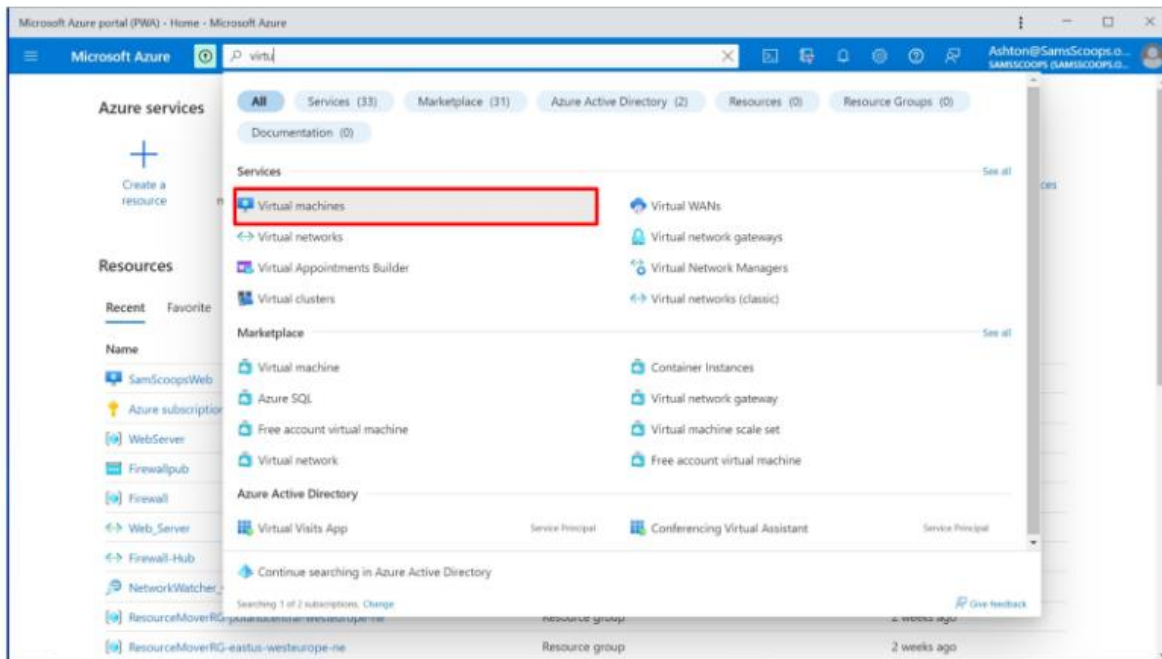 Microsoft Azure portal (PWA) - Home - Microsoft Azure
Microsoft Azure
virtu
Ashton@SamsScoops.o...
SAMSSCOOPS (SAMSSCOOPS.O...
Azure services
All
Services (33)
Marketplace (31)
Azure Active Directory (2)
Resources (0)
Resource Groups (0)
Documentation (0)
Create a
resource
Services
See all
Virtual machines
Virtual WANs
Virtual networks
Virtual network gateways
Virtual Appointments Builder
Virtual Network Managers
Virtual clusters
Virtual networks (classic)
Resources
Recent
Favorite
Marketplace
See all
Name
Virtual machine
Container Instances
SamScoopsWeb
Azure SQL
Virtual network gateway
Azure subscription
Free account virtual machine
Virtual machine scale set
WebServer
Virtual network
Free account virtual machine
Firewallpub
Azure Active Directory
Firewall
Virtual Visits App
Service Principal
Conferencing Virtual Assistant
Service Principal
Web_Server
Firewall-Hub
Continue searching in Azure Active Directory
NetworkWatcher_
Searching 1 of 2 subscriptions. Change
Give feedback
ResourceMoverRG-polandcentral-westeurope-ne
Resource group
2 weeks ago
ResourceMoverRG-eastus-westeurope-ne
Resource group
2 weeks ago